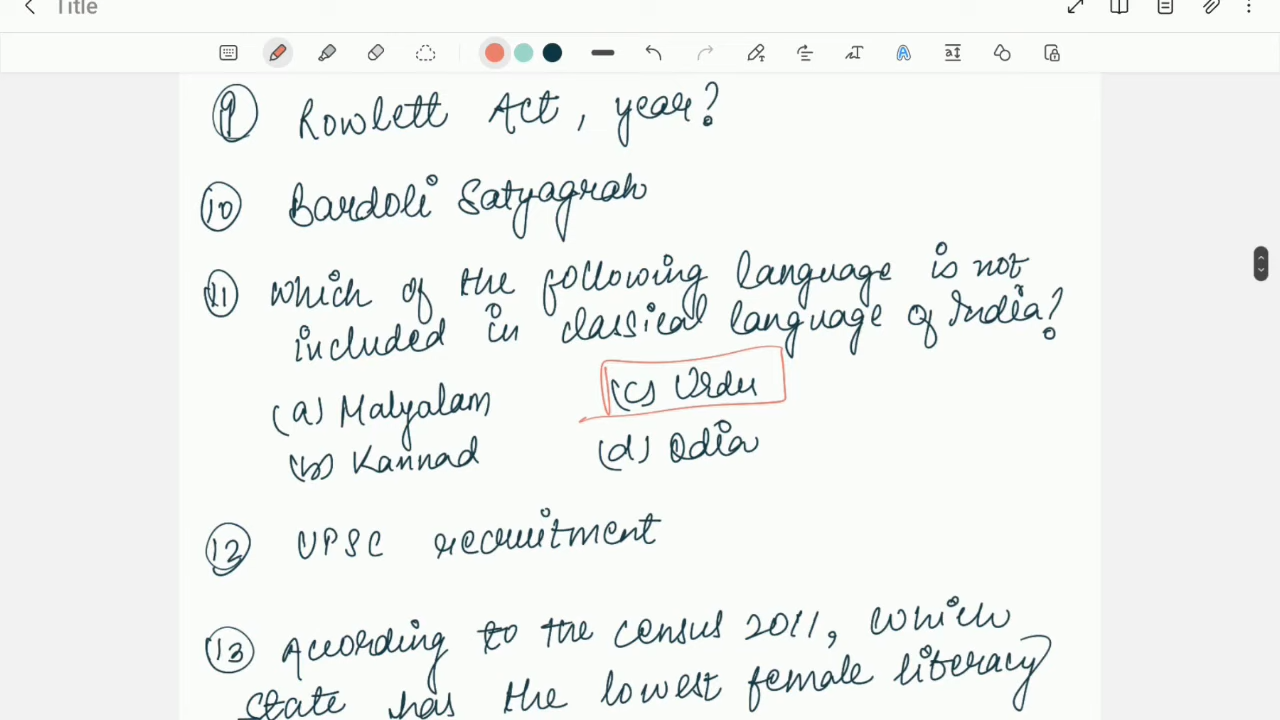 Title
9 Rowlett Act, year?
10 Bardoli Satyagrah
11 Which of the following language is not
included in classical language of India?
(a) Malyalam (c) Urdu
(b) Kannad (d) Odia
12 UPSC recruitment
13 According to the census 2011, which
state has the lowest female literacy